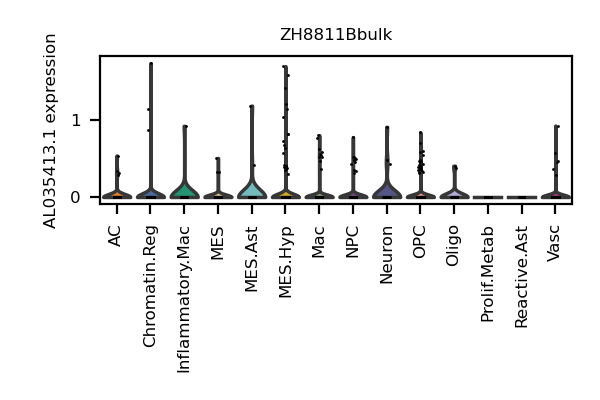 ZH8811Bbulk
AL035413.1 expression
1
0
AC
Chromatin.Reg
Inflammatory.Mac
MES
MES.Ast
MES.Hyp
Mac
NPC
Neuron
OPC
Oligo
Prolif.Metab
Reactive.Ast
Vasc